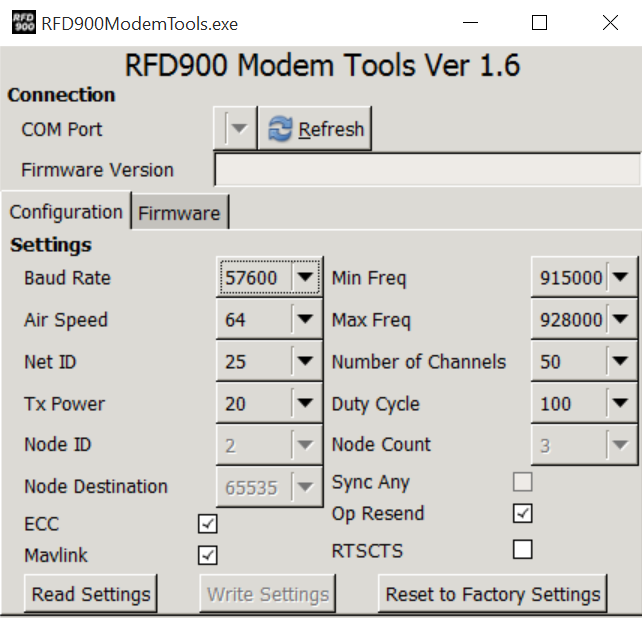 RFD 900 RFD900ModemTools.exe
RFD900 Modem Tools Ver 1.6
Connection
COM Port Refresh
Firmware Version
Configuration Firmware
Settings
Baud Rate 57600 Min Freq 915000
Air Speed 64 Max Freq 928000
Net ID 25 Number of Channels 50
Tx Power 20 Duty Cycle 100
Node ID 2 Node Count 3
Node Destination 65535 Sync Any
ECC Op Resend
Mavlink RTSCTS
Read Settings Write Settings Reset to Factory Settings